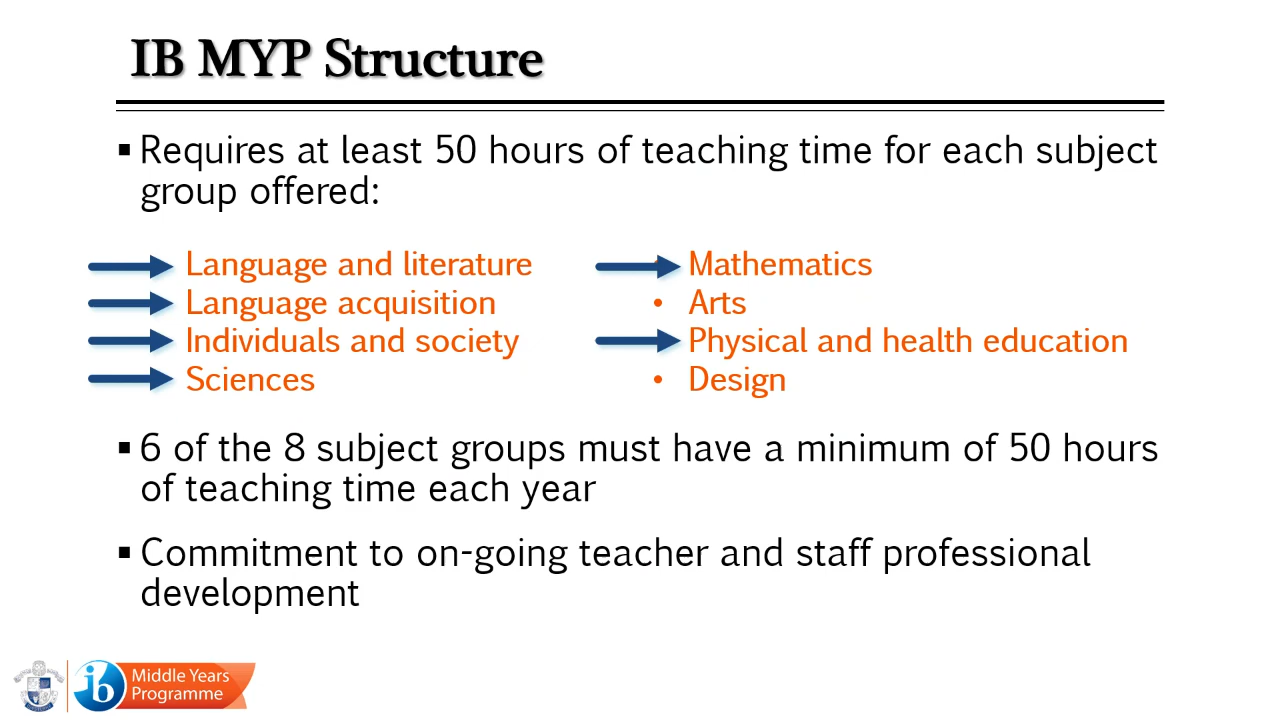 IB MYP Structure
▪ Requires at least 50 hours of teaching time for each subject
group offered:
Language and literature
Language acquisition
Individuals and society
Sciences
Mathematics
• Arts
Physical and health education
• Design
▪ 6 of the 8 subject groups must have a minimum of 50 hours
of teaching time each year
▪ Commitment to on-going teacher and staff professional
development
ib Middle Years
Programme